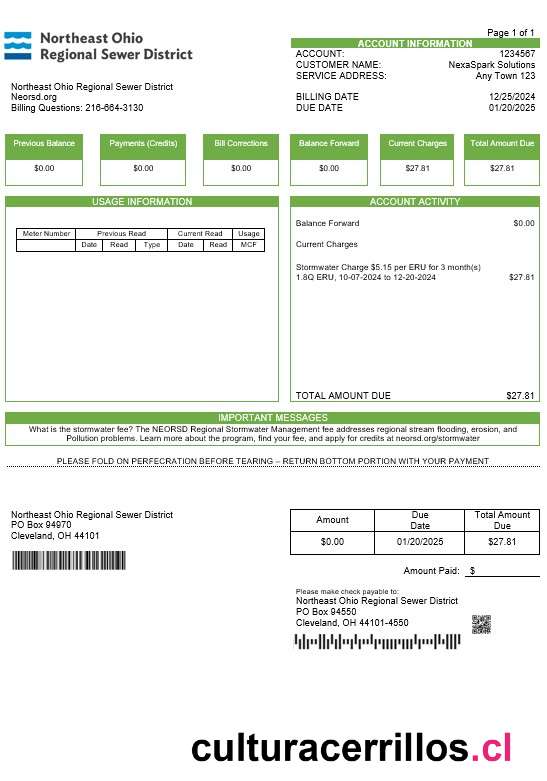 Northeast Ohio
Regional Sewer District
Page 1 of 1
ACCOUNT INFORMATION
ACCOUNT: 1234567
CUSTOMER NAME: NexaSpark Solutions
SERVICE ADDRESS: Any Town 123
Northeast Ohio Regional Sewer District
Neorsd.org
Billing Questions: 216-664-3130
BILLING DATE 12/25/2024
DUE DATE 01/20/2025
Previous Balance Payments (Credits) Bill Corrections Balance Forward Current Charges Total Amount Due
$0.00 $0.00 $0.00 $0.00 $27.81 $27.81
USAGE INFORMATION
Meter Number Previous Read Current Read Usage
Date Read Type Date Read MCF
ACCOUNT ACTIVITY
Balance Forward $0.00
Current Charges
Stormwater Charge $5.15 per ERU for 3 month(s)
1.8Q ERU, 10-07-2024 to 12-20-2024 $27.81
TOTAL AMOUNT DUE $27.81
IMPORTANT MESSAGES
What is the stormwater fee? The NEORSD Regional Stormwater Management fee addresses regional stream flooding, erosion, and
Pollution problems. Learn more about the program, find your fee, and apply for credits at neorsd.org/stormwater
PLEASE FOLD ON PERFECRATION BEFORE TEARING – RETURN BOTTOM PORTION WITH YOUR PAYMENT
Northeast Ohio Regional Sewer District
PO Box 94970
Cleveland, OH 44101
Amount Due Date Total Amount Due
$0.00 01/20/2025 $27.81
Amount Paid: $
Please make check payable to:
Northeast Ohio Regional Sewer District
PO Box 94550
Cleveland, OH 44101-4550
culturacerrillos.cl